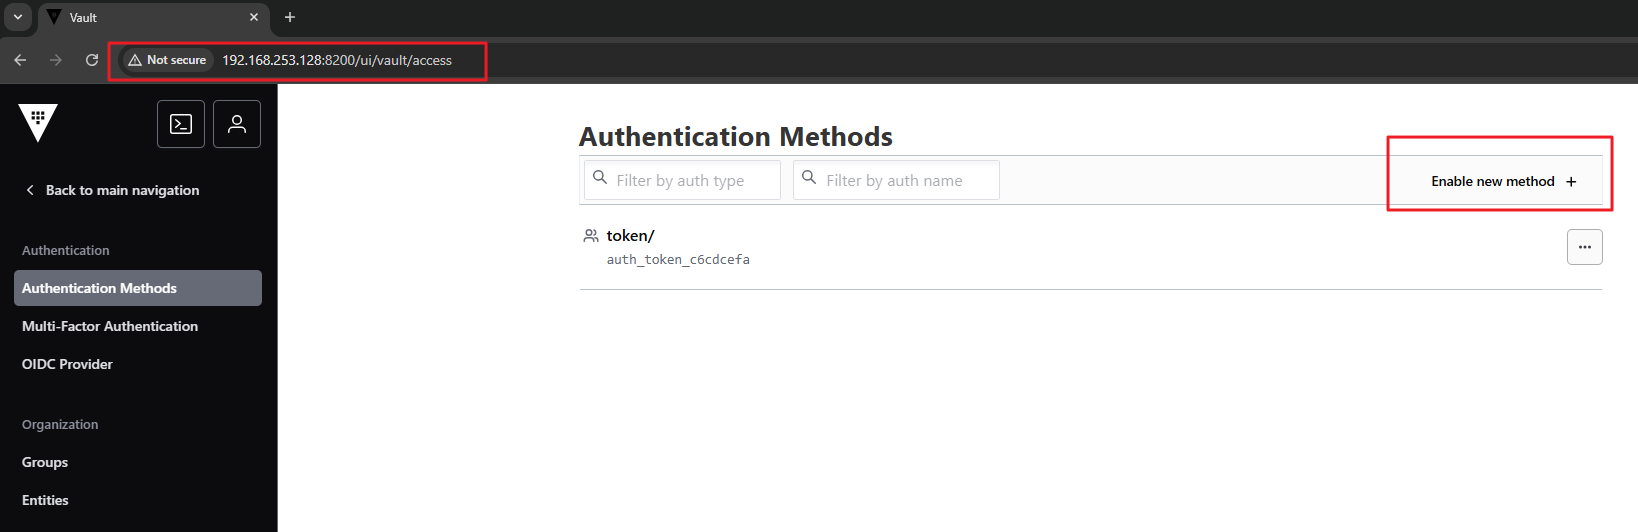 Vault
Not secure 192.168.253.128:8200/ui/vault/access
Back to main navigation
Authentication
Authentication Methods
Multi-Factor Authentication
OIDC Provider
Organization
Groups
Entities
Authentication Methods
Filter by auth type Filter by auth name Enable new method +
token/
auth_token_c6cdcefa